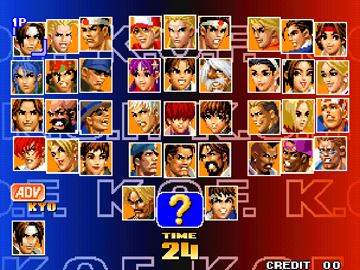 1P
K.O.F. K.O.F.
ADV.
KYO
?
TIME
24
CREDIT 00